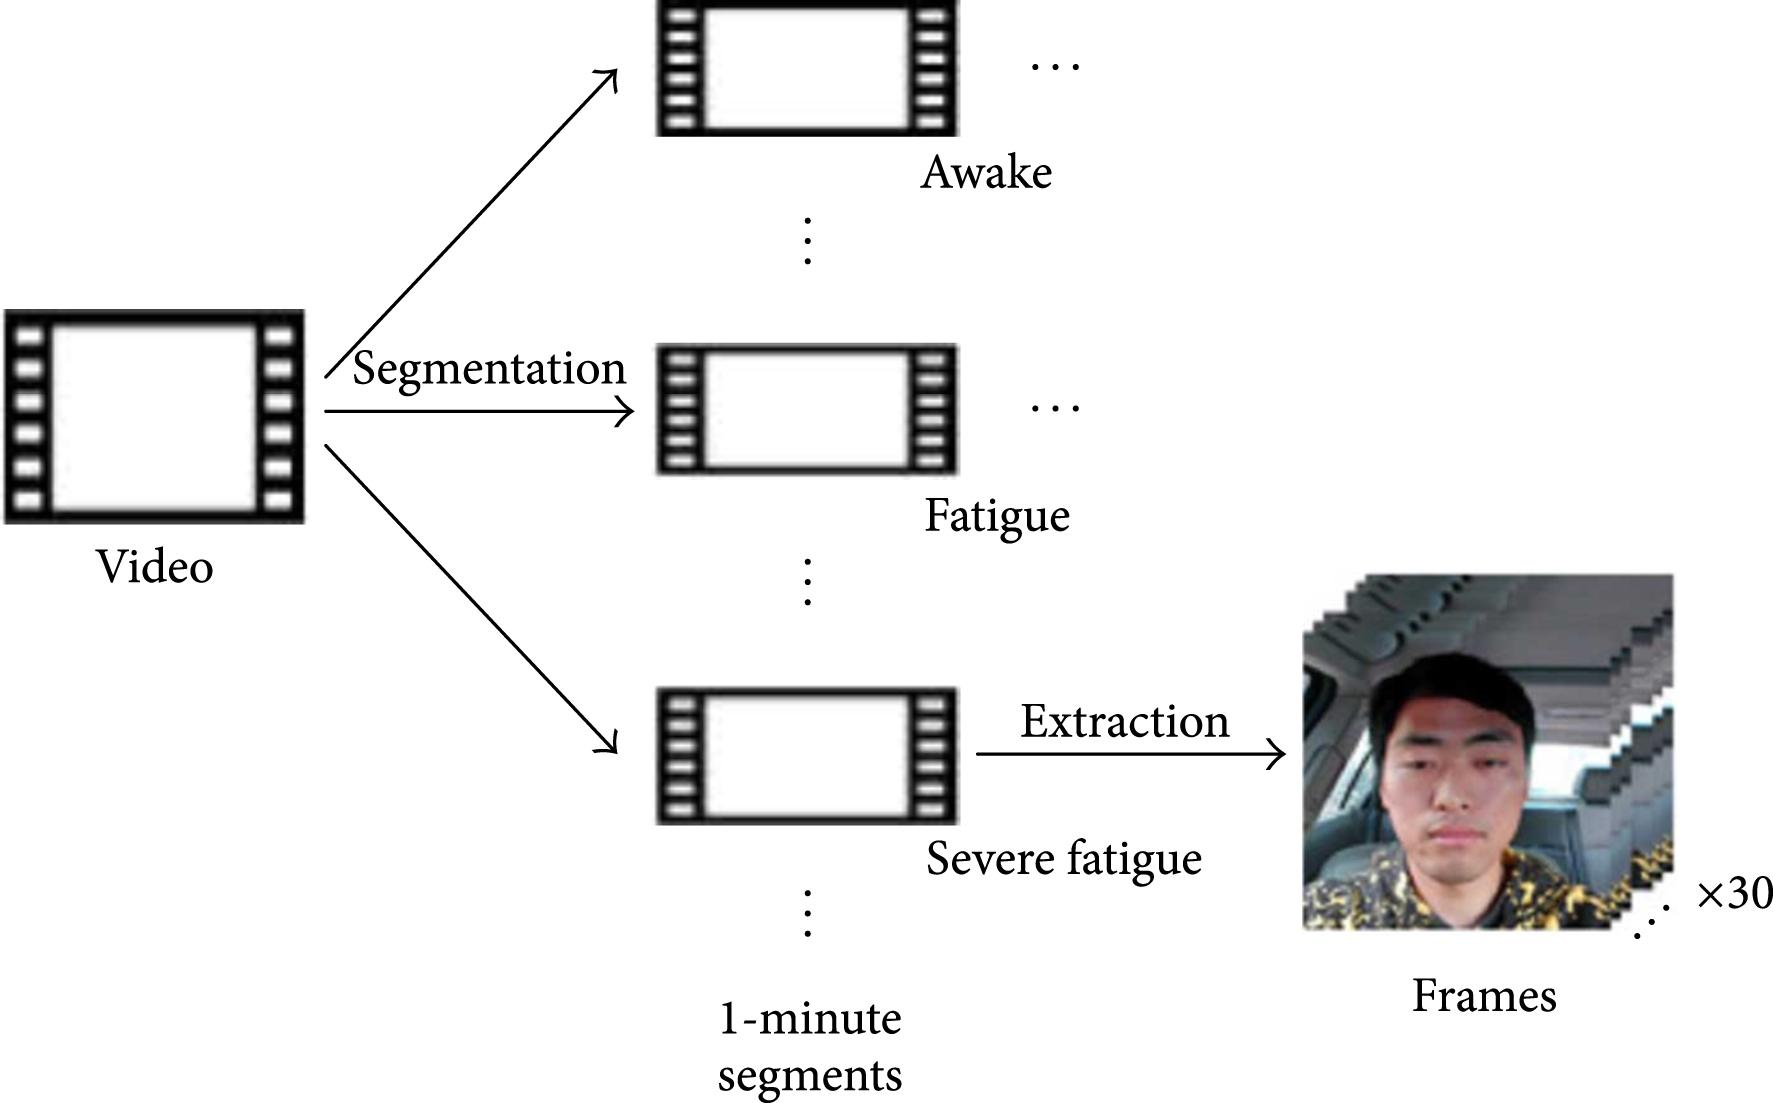 ...
Awake
Segmentation
...
Video
Fatigue
Extraction
Severe fatigue
×30
Frames
1-minute
segments